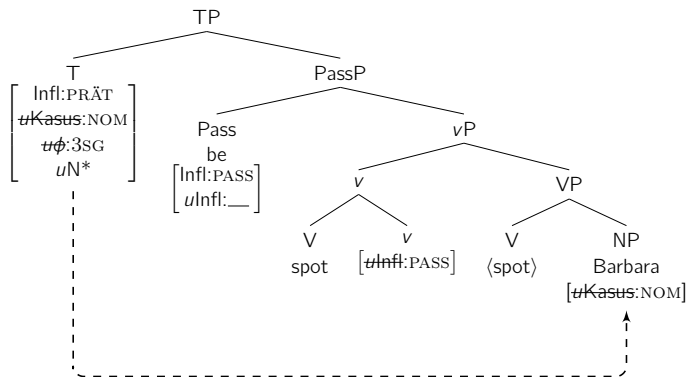 TP
T PassP
Infl:PRÄT
uKasus:NOM
uϕ:3SG
uN*
Pass vP
be
Infl:PASS
uInfl:__
v VP
V v V NP
spot [uInfl:PASS] ⟨spot⟩ Barbara
[uKasus:NOM]